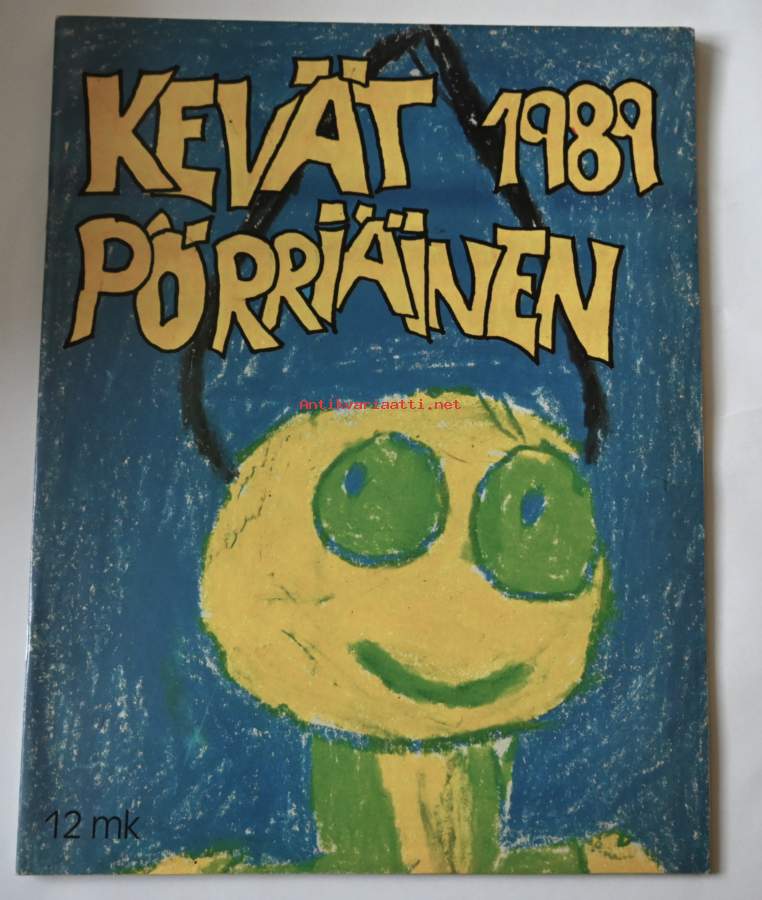 KEVÄT 1989
PÖRRIÄINEN
Antikvariaatti.net
12 mk